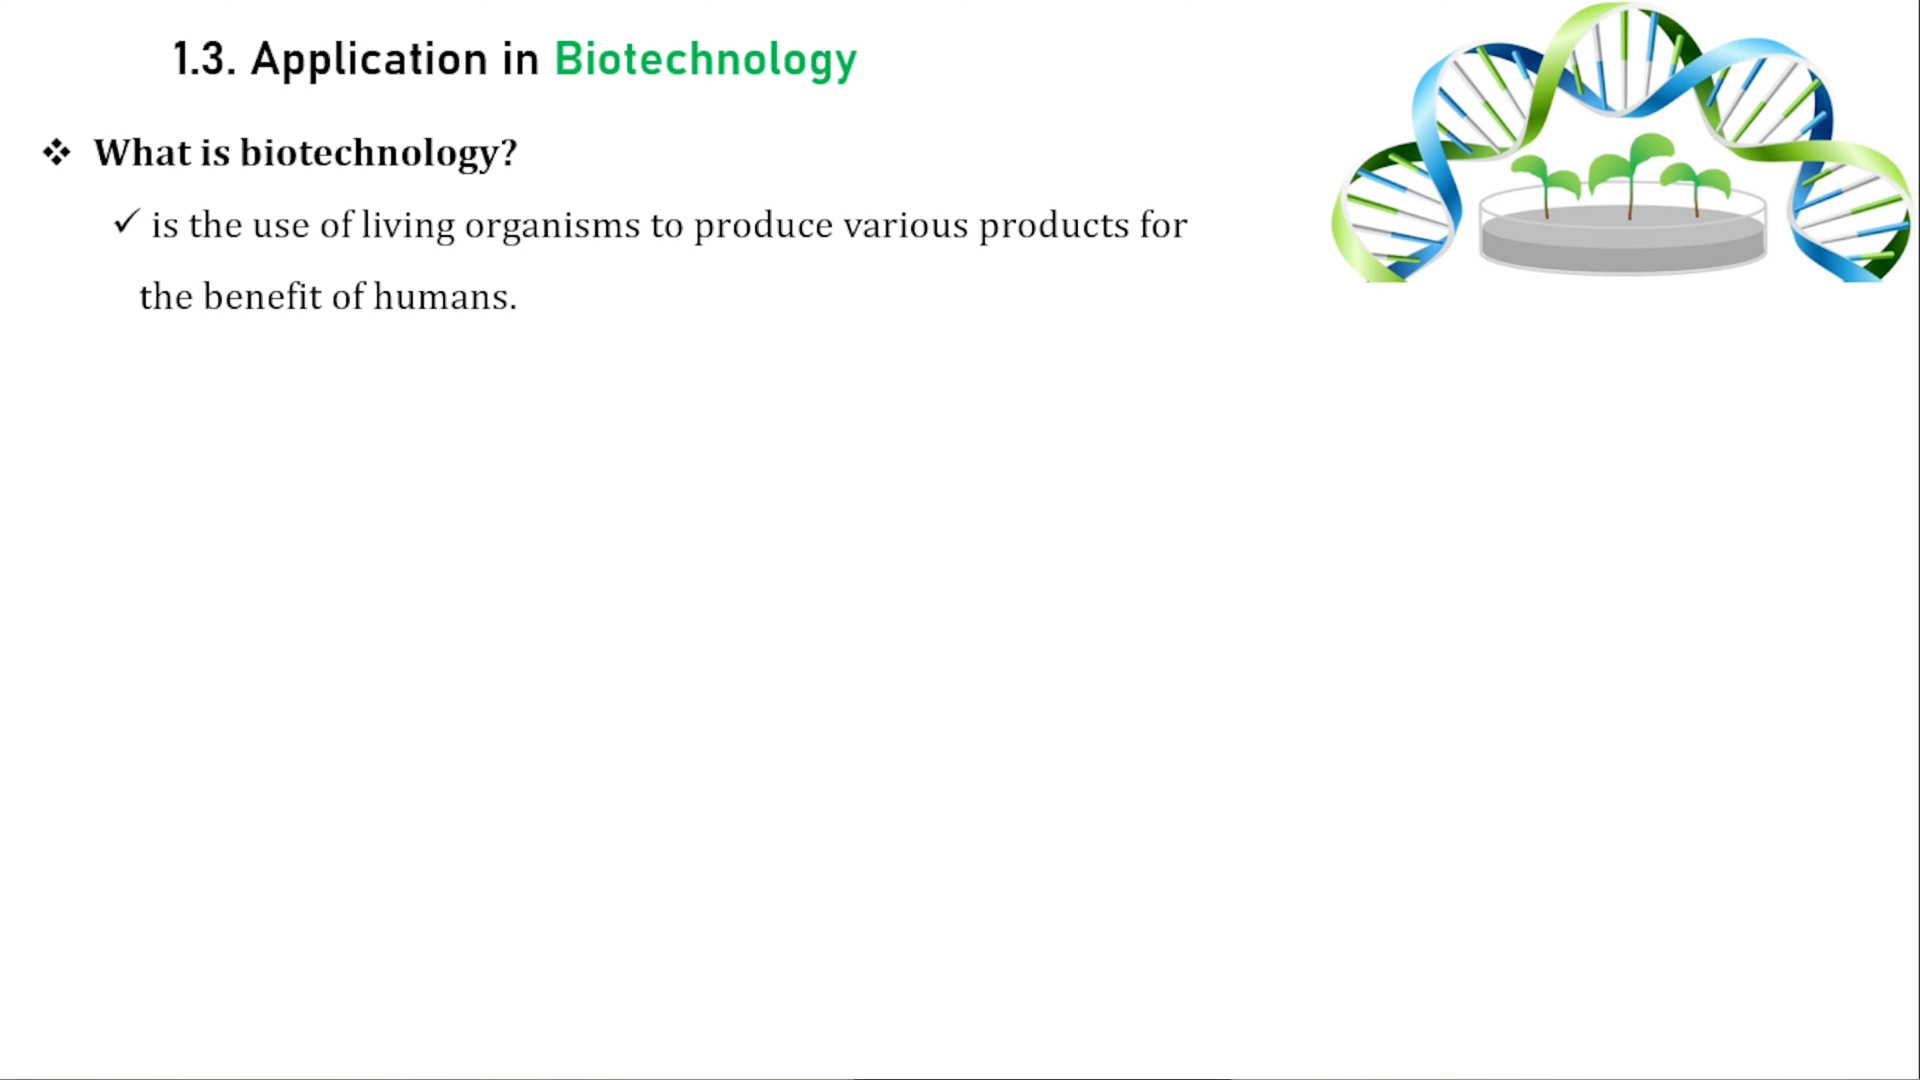 1.3. Application in Biotechnology
❖ What is biotechnology?
✓ is the use of living organisms to produce various products for
the benefit of humans.